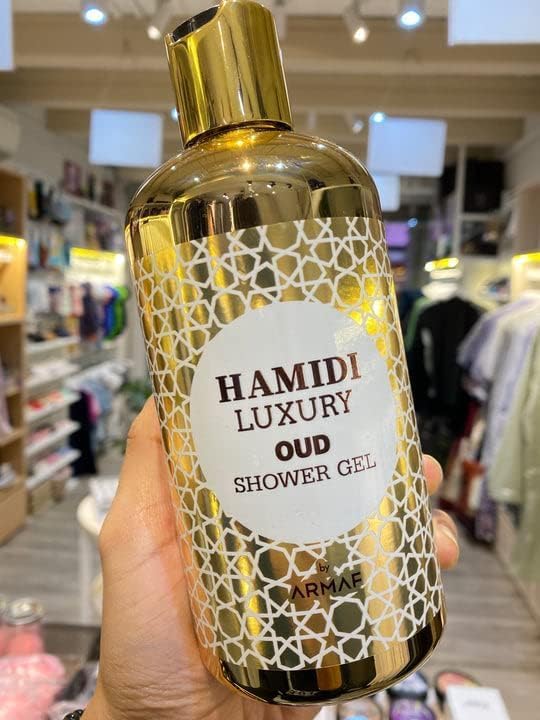 HAMIDI
LUXURY
OUD
SHOWER GEL
by
ARMAF